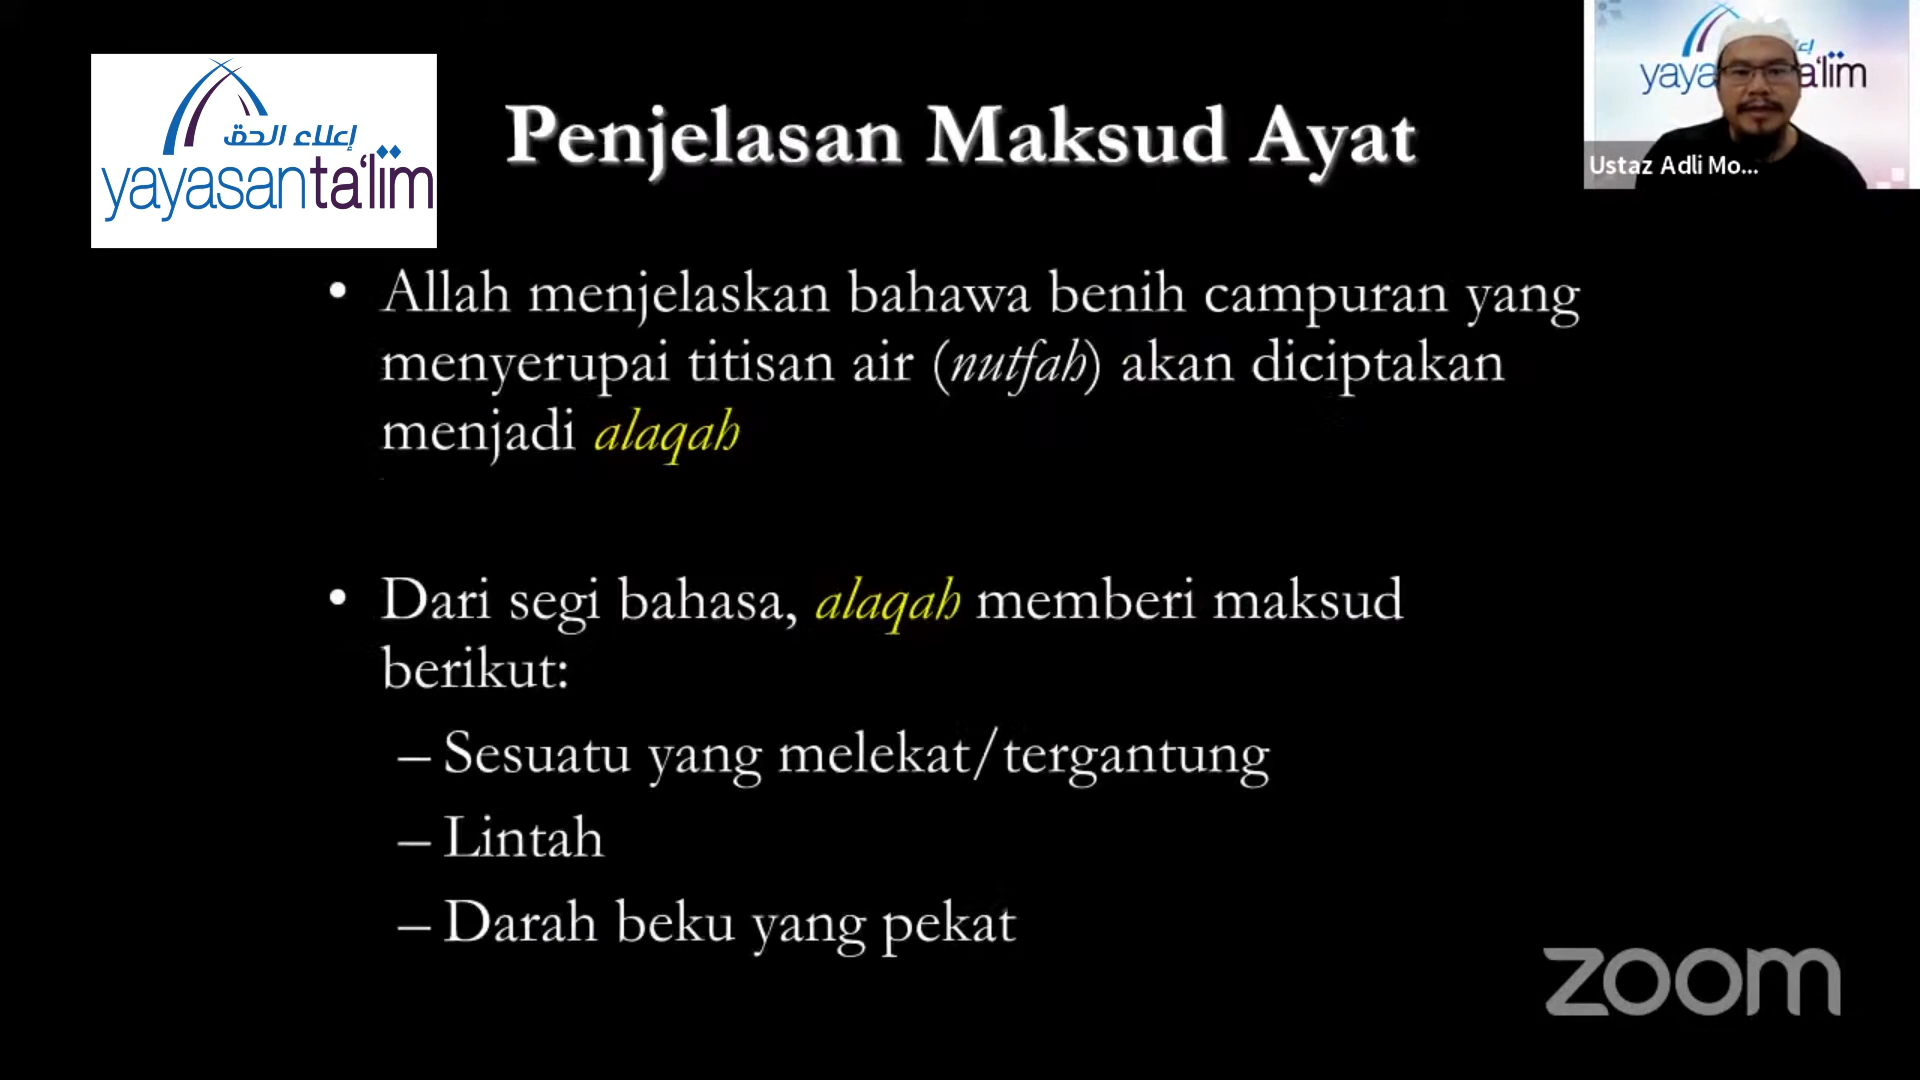 إعلاء الحق
yayasanta'lim
Penjelasan Maksud Ayat
Ustaz Adli Mo...
• Allah menjelaskan bahawa benih campuran yang
menyerupai titisan air (nutfah) akan diciptakan
menjadi alaqah
• Dari segi bahasa, alaqah memberi maksud
berikut:
– Sesuatu yang melekat/tergantung
– Lintah
– Darah beku yang pekat
zoom